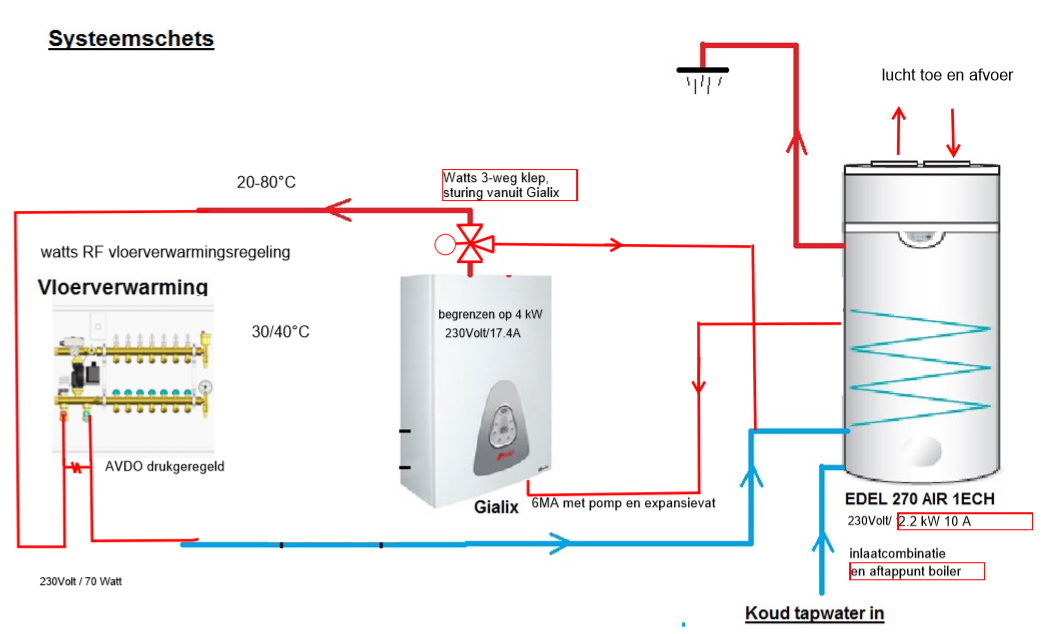 Systeemschets
lucht toe en afvoer
20-80°C
Watts 3-weg klep,
sturing vanuit Gialix
watts RF vloerverwarmingsregeling
Vloerverwarming
30/40°C
begrenzen op 4 kW
230Volt/17.4A
AVDO drukgeregeld
Gialix
6MA met pomp en expansievat
EDEL 270 AIR 1ECH
230Volt/ 2.2 kW 10 A
inlaatcombinatie
en aftappunt boiler
230Volt / 70 Watt
Koud tapwater in